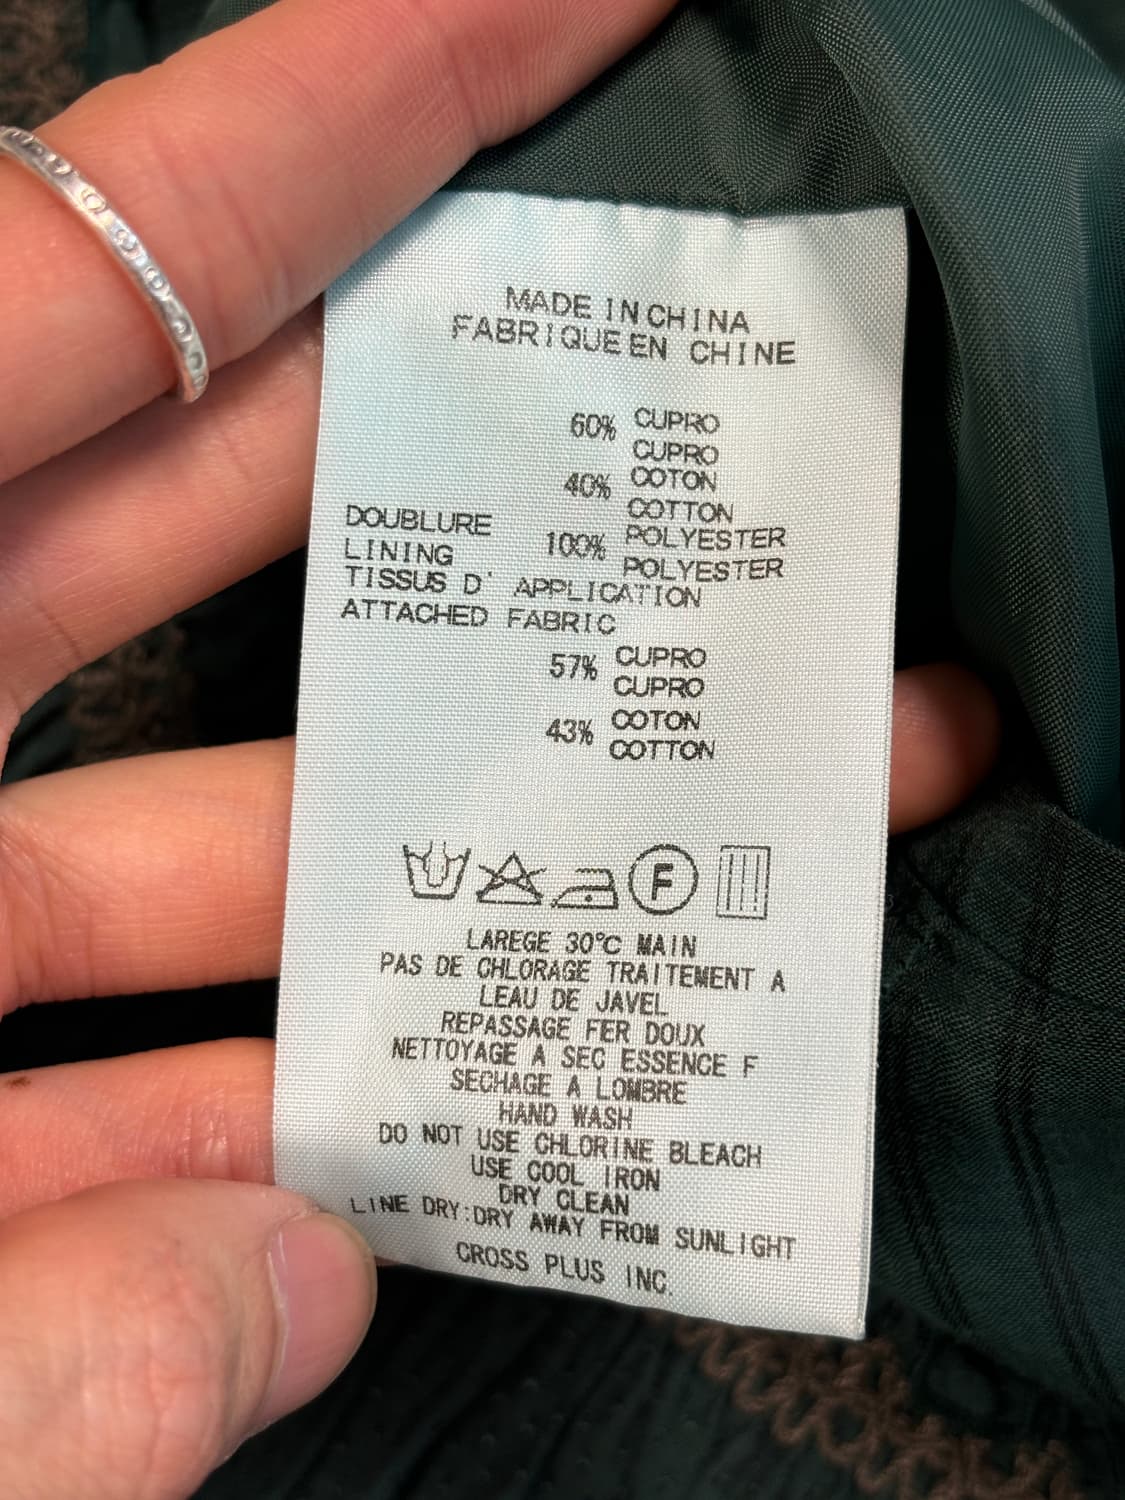 MADE IN CHINA
FABRIQUE EN CHINE
60% CUPRO
CUPRO
40% COTON
COTTON
DOUBLURE 100% POLYESTER
LINING POLYESTER
TISSUS D' APPLICATION
ATTACHED FABRIC
57% CUPRO
CUPRO
43% COTON
COTTON
F
LAREGE 30°C MAIN
PAS DE CHLORAGE TRAITEMENT A
LEAU DE JAVEL
REPASSAGE FER DOUX
NETTOYAGE A SEC ESSENCE F
SECHAGE A LOMBRE
HAND WASH
DO NOT USE CHLORINE BLEACH
USE COOL IRON
DRY CLEAN
LINE DRY:DRY AWAY FROM SUNLIGHT
CROSS PLUS INC.